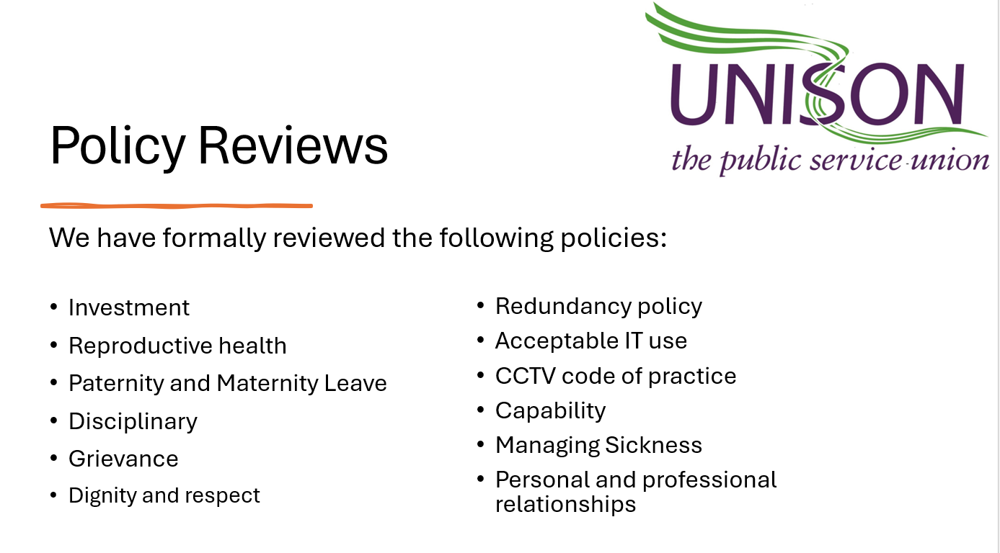 UNISON
the public service union
Policy Reviews
We have formally reviewed the following policies:
• Investment
• Reproductive health
• Paternity and Maternity Leave
• Disciplinary
• Grievance
• Dignity and respect
• Redundancy policy
• Acceptable IT use
• CCTV code of practice
• Capability
• Managing Sickness
• Personal and professional
relationships